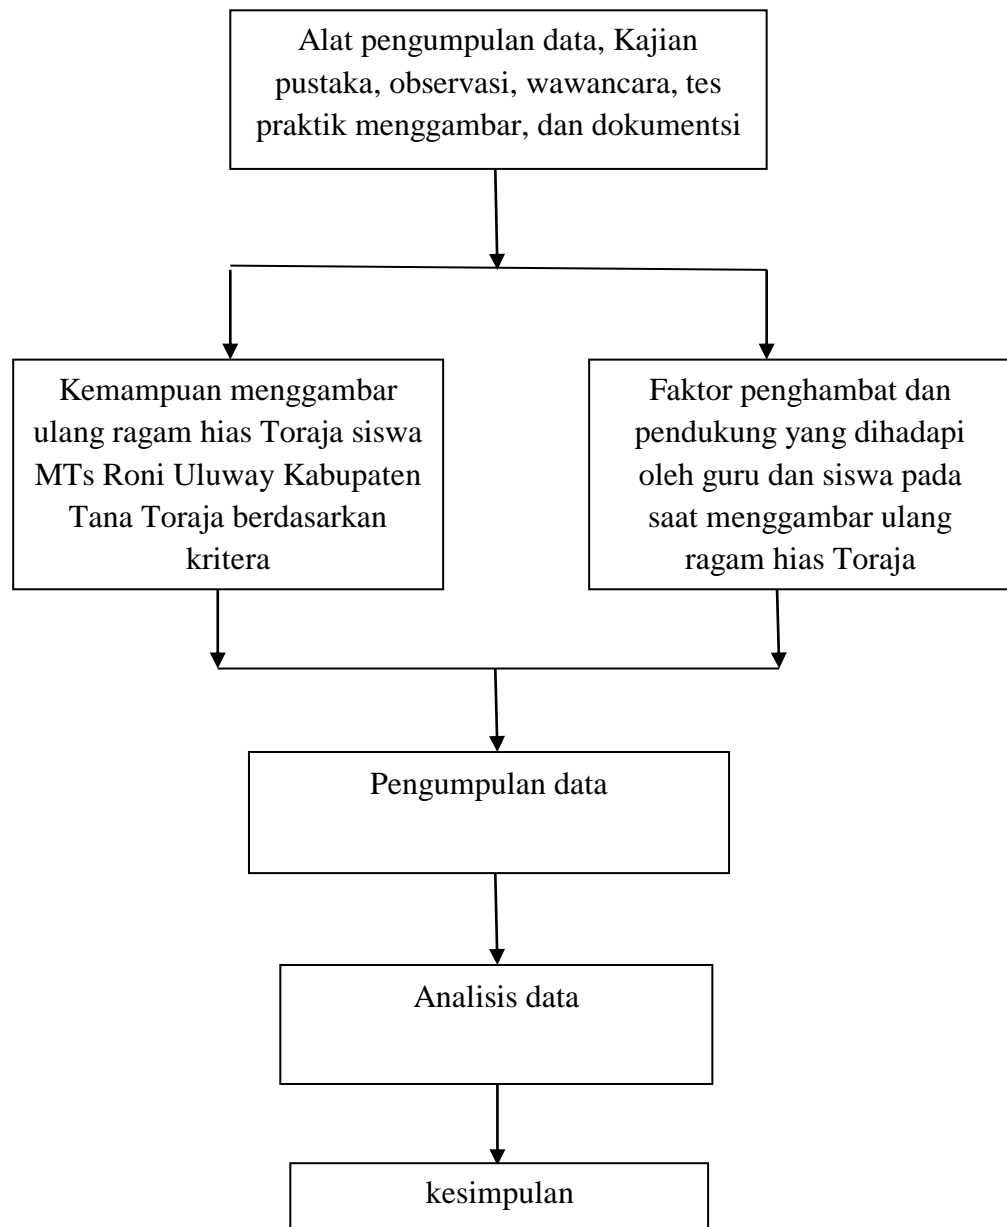 Alat pengumpulan data, Kajian
pustaka, observasi, wawancara, tes
praktik menggambar, dan dokumentsi
Kemampuan menggambar
ulang ragam hias Toraja siswa
MTs Roni Uluway Kabupaten
Tana Toraja berdasarkan
kritera
Faktor penghambat dan
pendukung yang dihadapi
oleh guru dan siswa pada
saat menggambar ulang
ragam hias Toraja
Pengumpulan data
Analisis data
kesimpulan